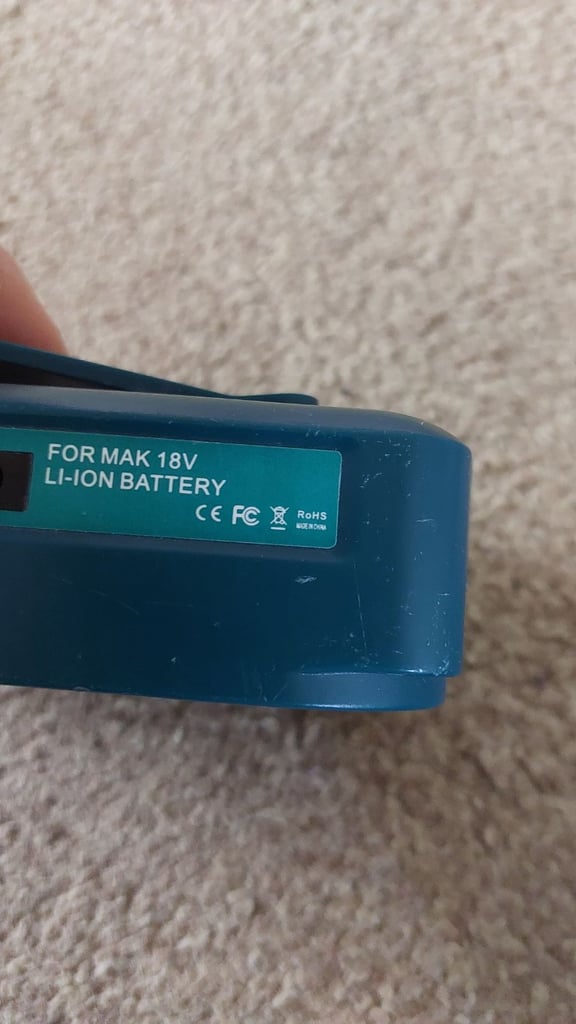 FOR MAK 18V
LI-ION BATTERY
CE FC RoHS
MADE IN CHINA